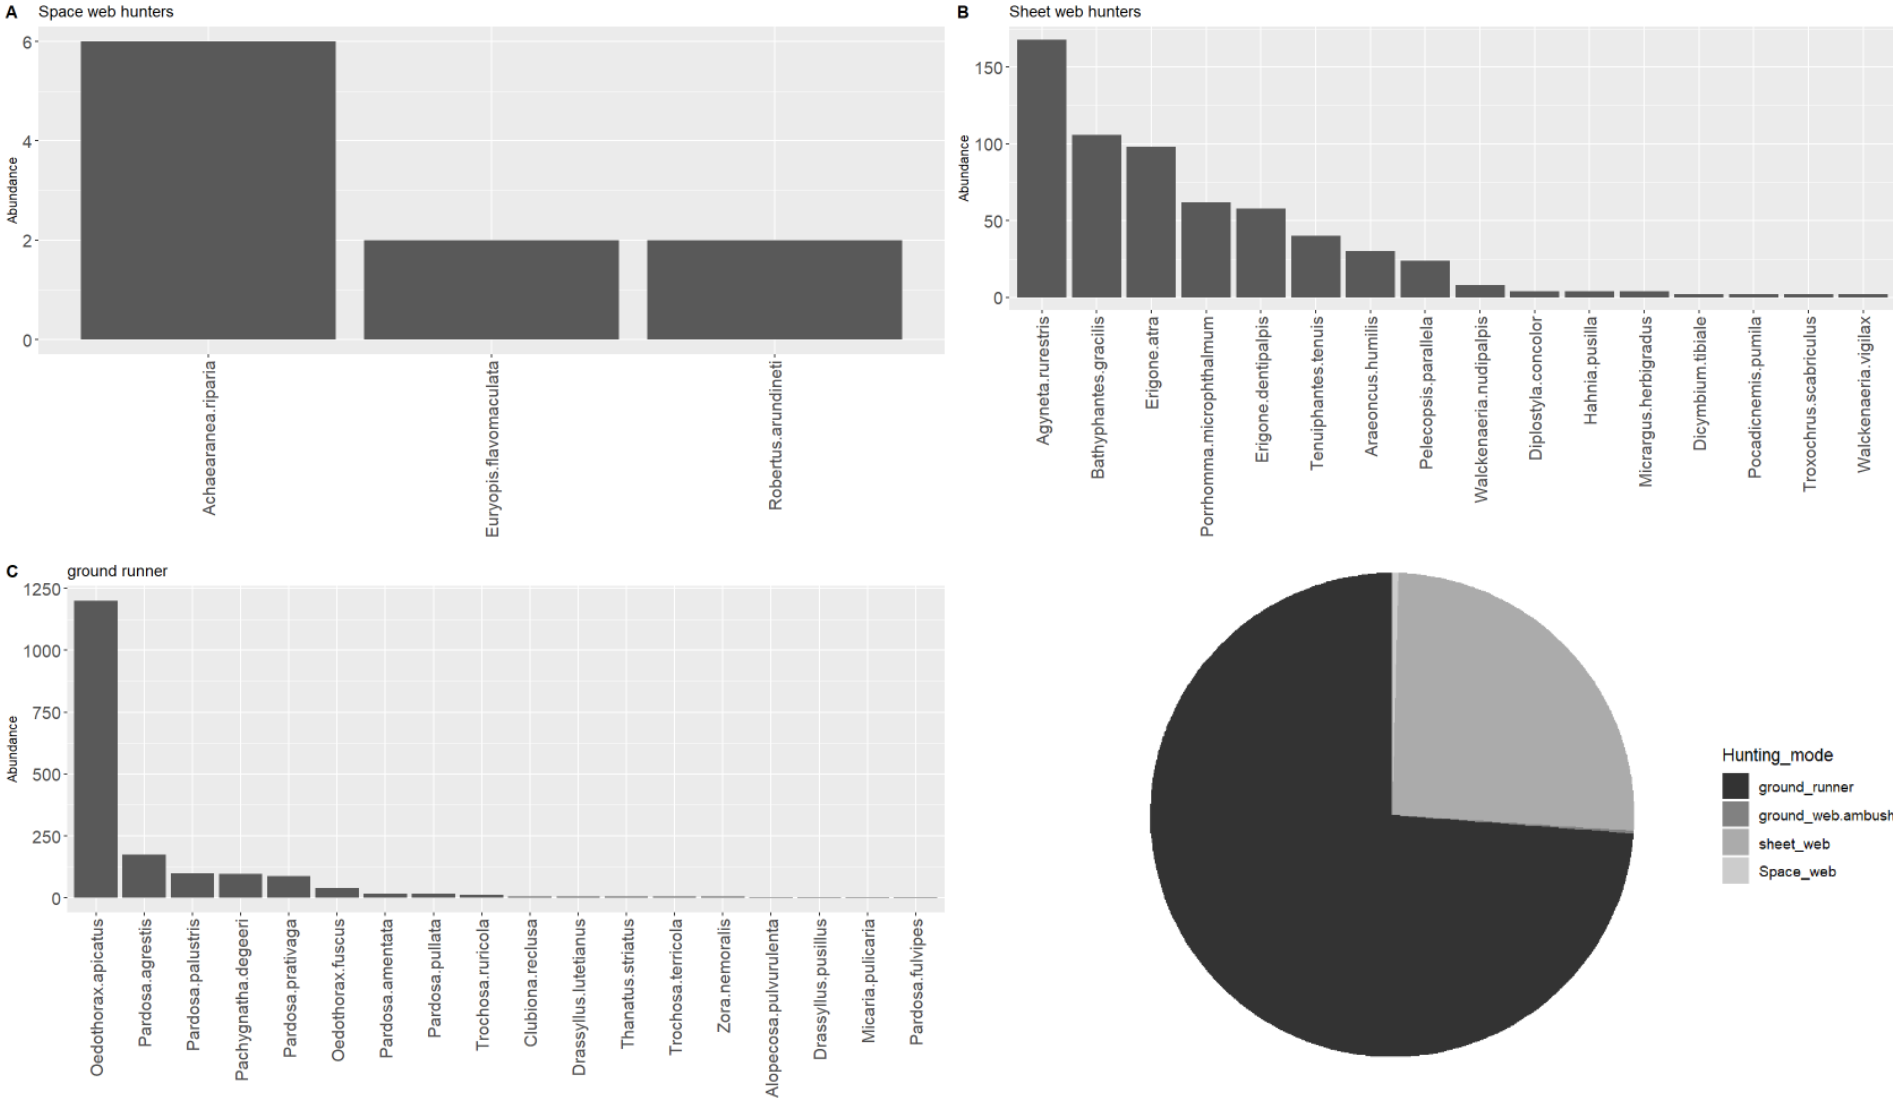 A Space web hunters
6
4
2
0
Abundance
Achaearanea.riparia
Euryopis.flavomaculata
Robertus.arundineti
B Sheet web hunters
150
100
50
0
Abundance
Agyneta.rurestris
Bathyphantes.gracilis
Erigone.atra
Porrhomma.microphthalmum
Erigone.dentipalpis
Tenuiphantes.tenuis
Araeoncus.humilis
Pelecopsis.parallela
Walckenaeria.nudipalpis
Diplostyla.concolor
Hahnia.pusilla
Micrargus.herbigradus
Dicymbium.tibiale
Pocadicnemis.pumila
Troxochrus.scabriculus
Walckenaeria.vigilax
C ground runner
1250
1000
750
500
250
0
Abundance
Oedothorax.apicatus
Pardosa.agrestis
Pardosa.palustris
Pachygnatha.degeeri
Pardosa.prativaga
Oedothorax.fuscus
Pardosa.amentata
Pardosa.pullata
Trochosa.ruricola
Clubiona.reclusa
Drassyllus.lutetianus
Thanatus.striatus
Trochosa.terricola
Zora.nemoralis
Alopecosa.pulvurulenta
Drassyllus.pusillus
Micaria.pulicaria
Pardosa.fulvipes
Hunting_mode
ground_runner
ground_web.ambush
sheet_web
Space_web